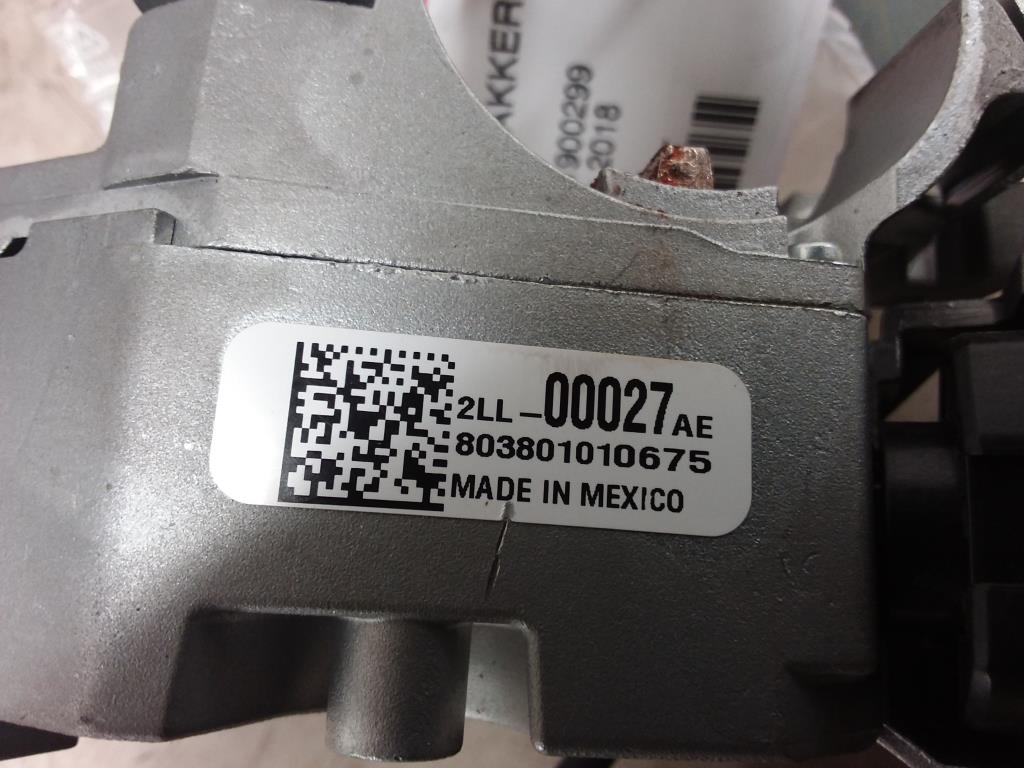 AKKER
900299
2018
2LL-00027AE
803801010675
MADE IN MEXICO